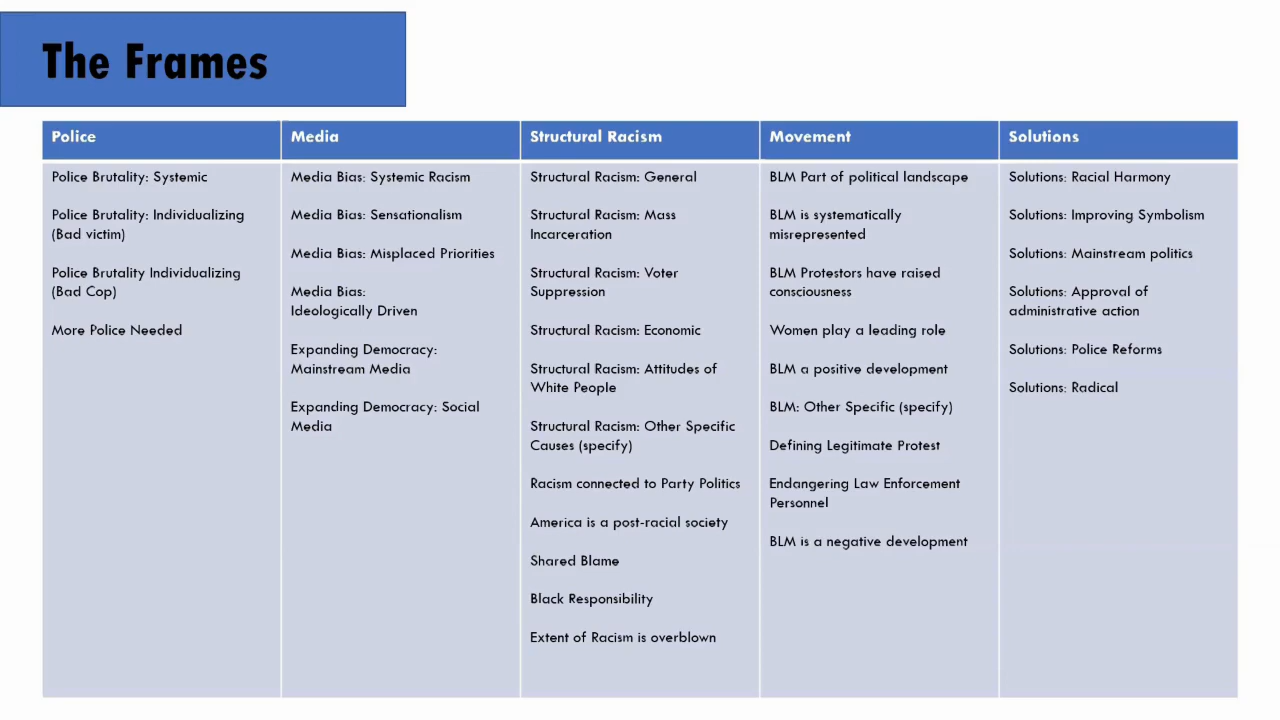 The Frames
Police
Media
Structural Racism
Movement
Solutions
Police Brutality: Systemic
Police Brutality: Individualizing
(Bad victim)
Police Brutality Individualizing
(Bad Cop)
More Police Needed
Media Bias: Systemic Racism
Media Bias: Sensationalism
Media Bias: Misplaced Priorities
Media Bias:
Ideologically Driven
Expanding Democracy:
Mainstream Media
Expanding Democracy: Social
Media
Structural Racism: General
Structural Racism: Mass
Incarceration
Structural Racism: Voter
Suppression
Structural Racism: Economic
Structural Racism: Attitudes of
White People
Structural Racism: Other Specific
Causes (specify)
Racism connected to Party Politics
America is a post-racial society
Shared Blame
Black Responsibility
Extent of Racism is overblown
BLM Part of political landscape
BLM is systematically
misrepresented
BLM Protestors have raised
consciousness
Women play a leading role
BLM a positive development
BLM: Other Specific (specify)
Defining Legitimate Protest
Endangering Law Enforcement
Personnel
BLM is a negative development
Solutions: Racial Harmony
Solutions: Improving Symbolism
Solutions: Mainstream politics
Solutions: Approval of
administrative action
Solutions: Police Reforms
Solutions: Radical